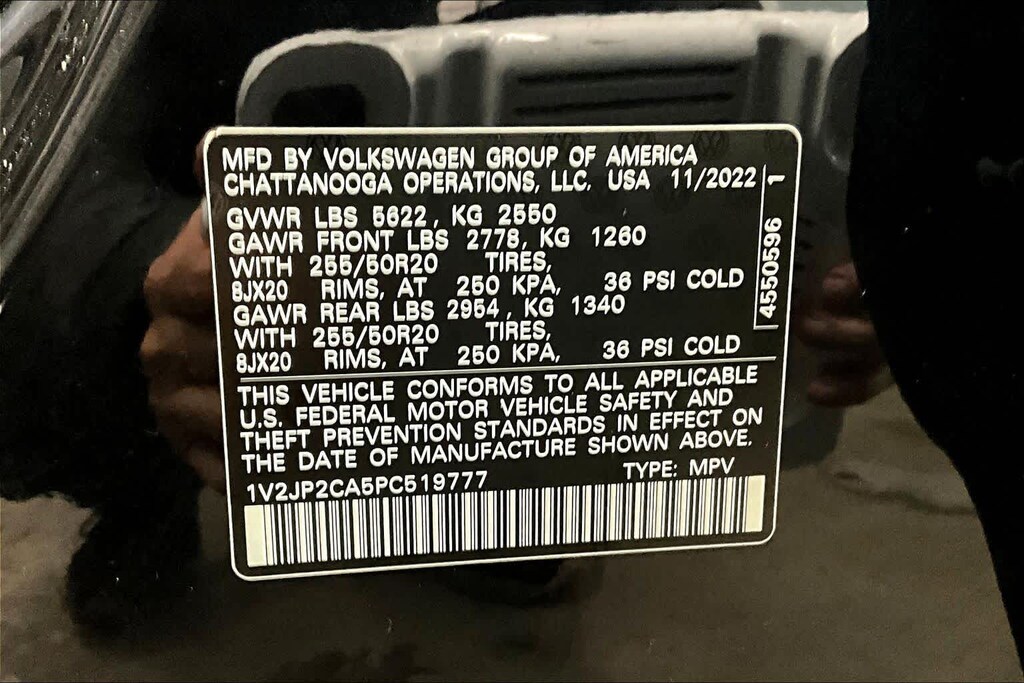 MFD BY VOLKSWAGEN GROUP OF AMERICA
CHATTANOOGA OPERATIONS, LLC. USA 11/2022
GVWR LBS 5622, KG 2550
GAWR FRONT LBS 2778, KG 1260
WITH 255/50R20 TIRES,
8JX20 RIMS, AT 250 KPA, 36 PSI COLD
GAWR REAR LBS 2954, KG 1340
WITH 255/50R20 TIRES,
8JX20 RIMS, AT 250 KPA, 36 PSI COLD
4550596 1
THIS VEHICLE CONFORMS TO ALL APPLICABLE
U.S. FEDERAL MOTOR VEHICLE SAFETY AND
THEFT PREVENTION STANDARDS IN EFFECT ON
THE DATE OF MANUFACTURE SHOWN ABOVE.
1V2JP2CA5PC519777 TYPE: MPV